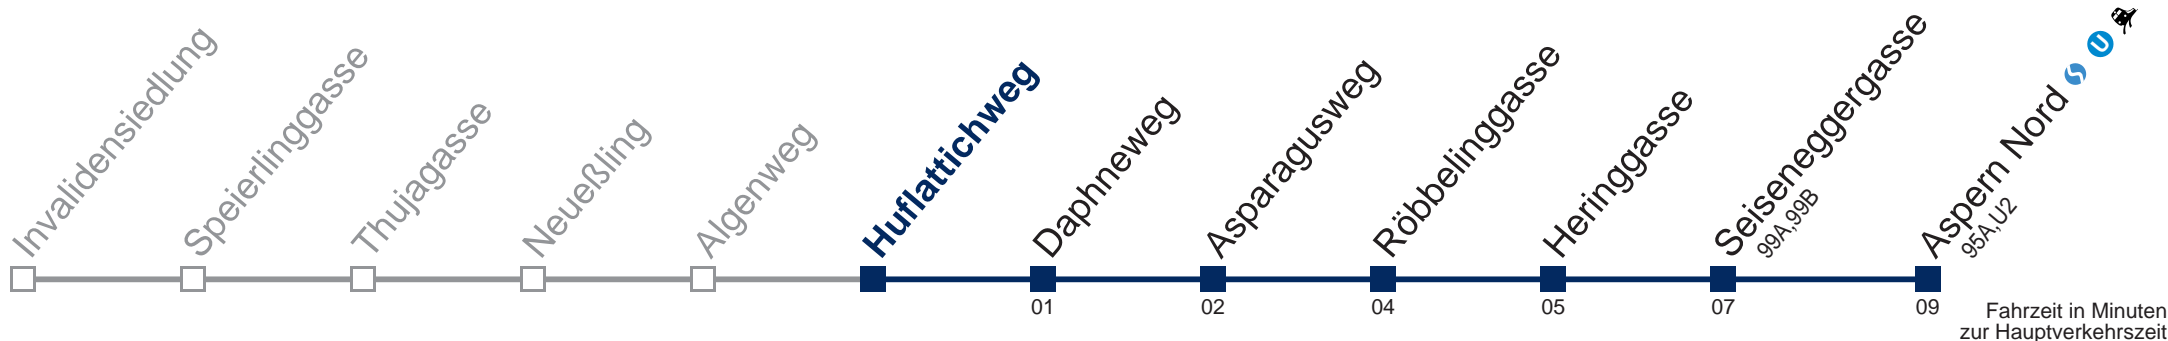 Invalidensiedlung
Speierlinggasse
Thujagasse
Neueßling
Algenweg
Huflattichweg
Daphneweg
Asparagusweg
Röbbelinggasse
Heringgasse
Seiseneggergasse
99A,99B
Aspern Nord S U
95A,U2
01 02 04 05 07 09
Fahrzeit in Minuten
zur Hauptverkehrszeit